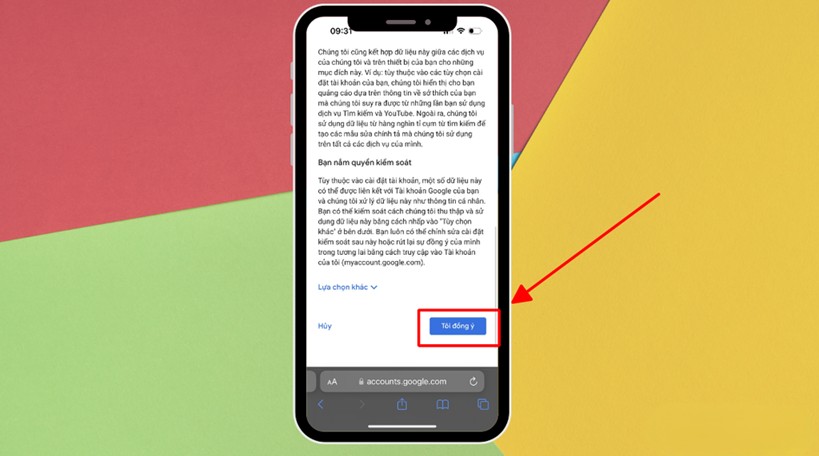 09:31
Chúng tôi cũng kết hợp dữ liệu này giữa các dịch vụ
của chúng tôi và trên thiết bị của bạn cho những
mục đích này. Ví dụ: tùy thuộc vào các tùy chọn cài
đặt tài khoản của bạn, chúng tôi hiển thị cho bạn
quảng cáo dựa trên thông tin về sở thích của bạn
mà chúng tôi suy ra được từ những lần bạn sử dụng
dịch vụ Tìm kiếm và YouTube. Ngoài ra, chúng tôi
sử dụng dữ liệu từ hàng nghìn tỉ cụm từ tìm kiếm để
tạo các mẫu sửa chính tả mà chúng tôi sử dụng
trên tất cả các dịch vụ của mình.
Bạn nắm quyền kiểm soát
Tùy thuộc vào cài đặt tài khoản, một số dữ liệu này
có thể được liên kết với Tài khoản Google của bạn
và chúng tôi xử lý dữ liệu này như thông tin cá nhân.
Bạn có thể kiểm soát cách chúng tôi thu thập và sử
dụng dữ liệu này bằng cách nhấp vào "Tùy chọn
khác" ở bên dưới. Bạn luôn có thể chỉnh sửa cài đặt
kiểm soát sau này hoặc rút lại sự đồng ý của mình
trong tương lai bằng cách truy cập vào Tài khoản
của tôi (myaccount.google.com).
Lựa chọn khác
Hủy
Tôi đồng ý
AA accounts.google.com